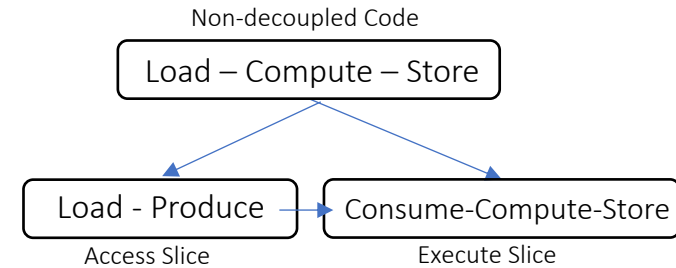 Non-decoupled Code
Load – Compute – Store
Load - Produce
Consume-Compute-Store
Access Slice
Execute Slice